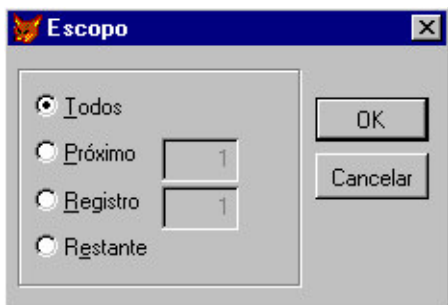 Escopo
Todos
Próximo 1
Registro 1
Restante
OK
Cancelar